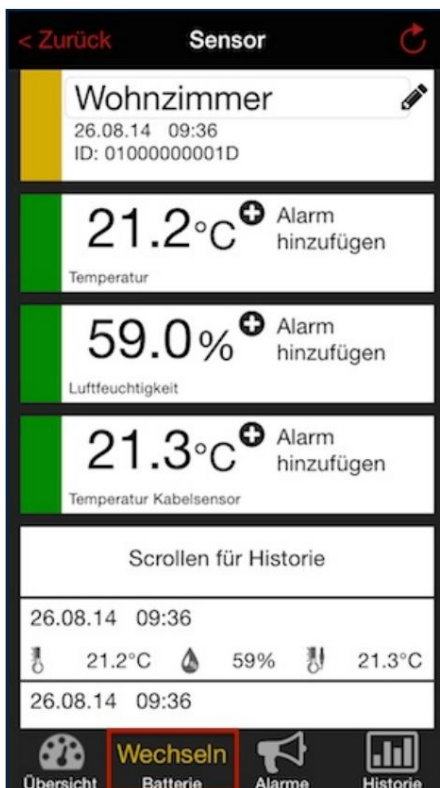 < Zurück Sensor
Wohnzimmer
26.08.14 09:36
ID: 01000000001D
21.2°C Alarm
hinzufügen
Temperatur
59.0% Alarm
hinzufügen
Luftfeuchtigkeit
21.3°C Alarm
hinzufügen
Temperatur Kabelsensor
Scrollen für Historie
26.08.14 09:36
21.2°C 59% 21.3°C
26.08.14 09:36
Wechseln
Übersicht Batterie Alarme Historie